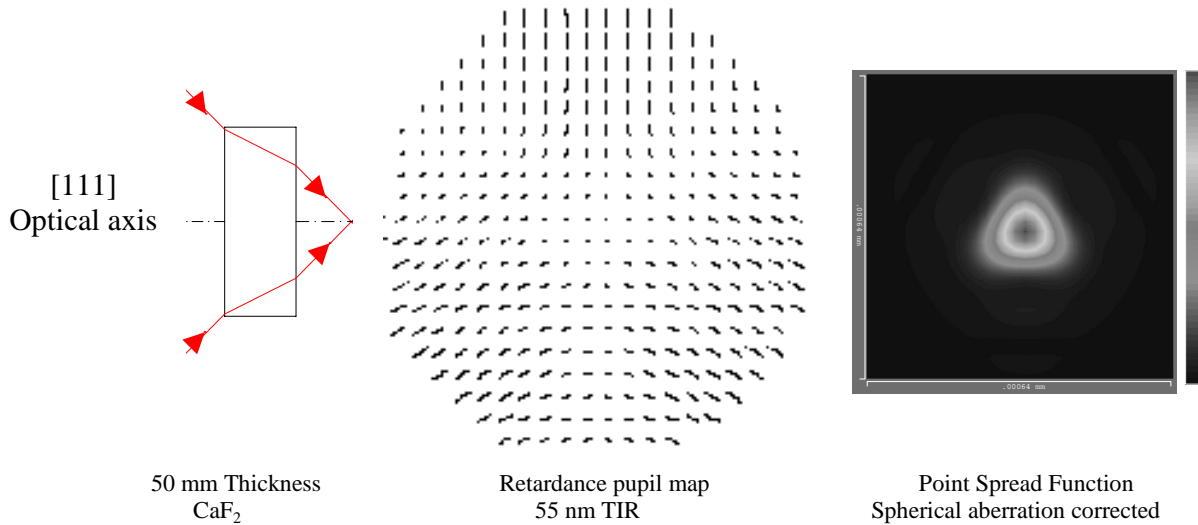 [111]
Optical axis
.00064 mm
.00064 mm
50 mm Thickness
CaF₂
Retardance pupil map
55 nm TIR
Point Spread Function
Spherical aberration corrected